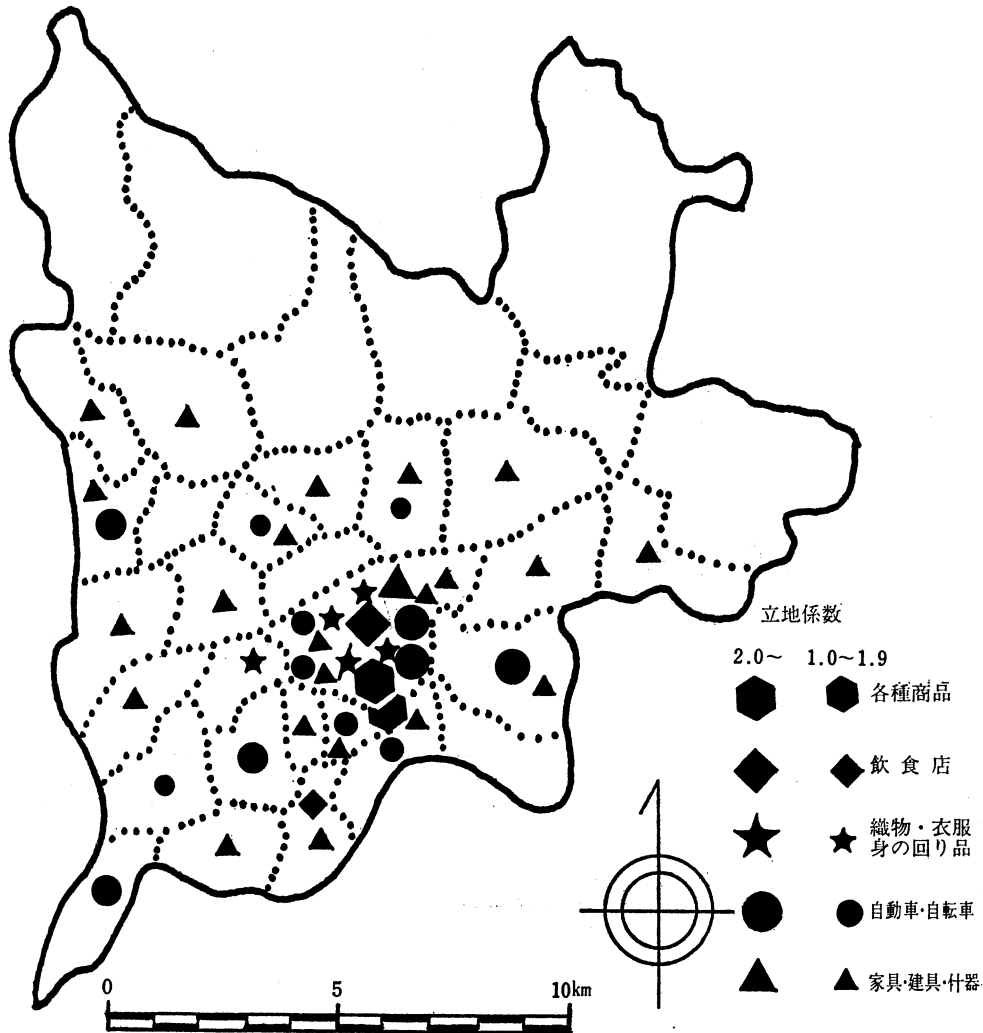 立地係数
2.0～ 1.0～1.9
各種商品
飲食店
織物・衣服
身の回り品
自動車・自転車
家具・建具・什器
0 5 10km